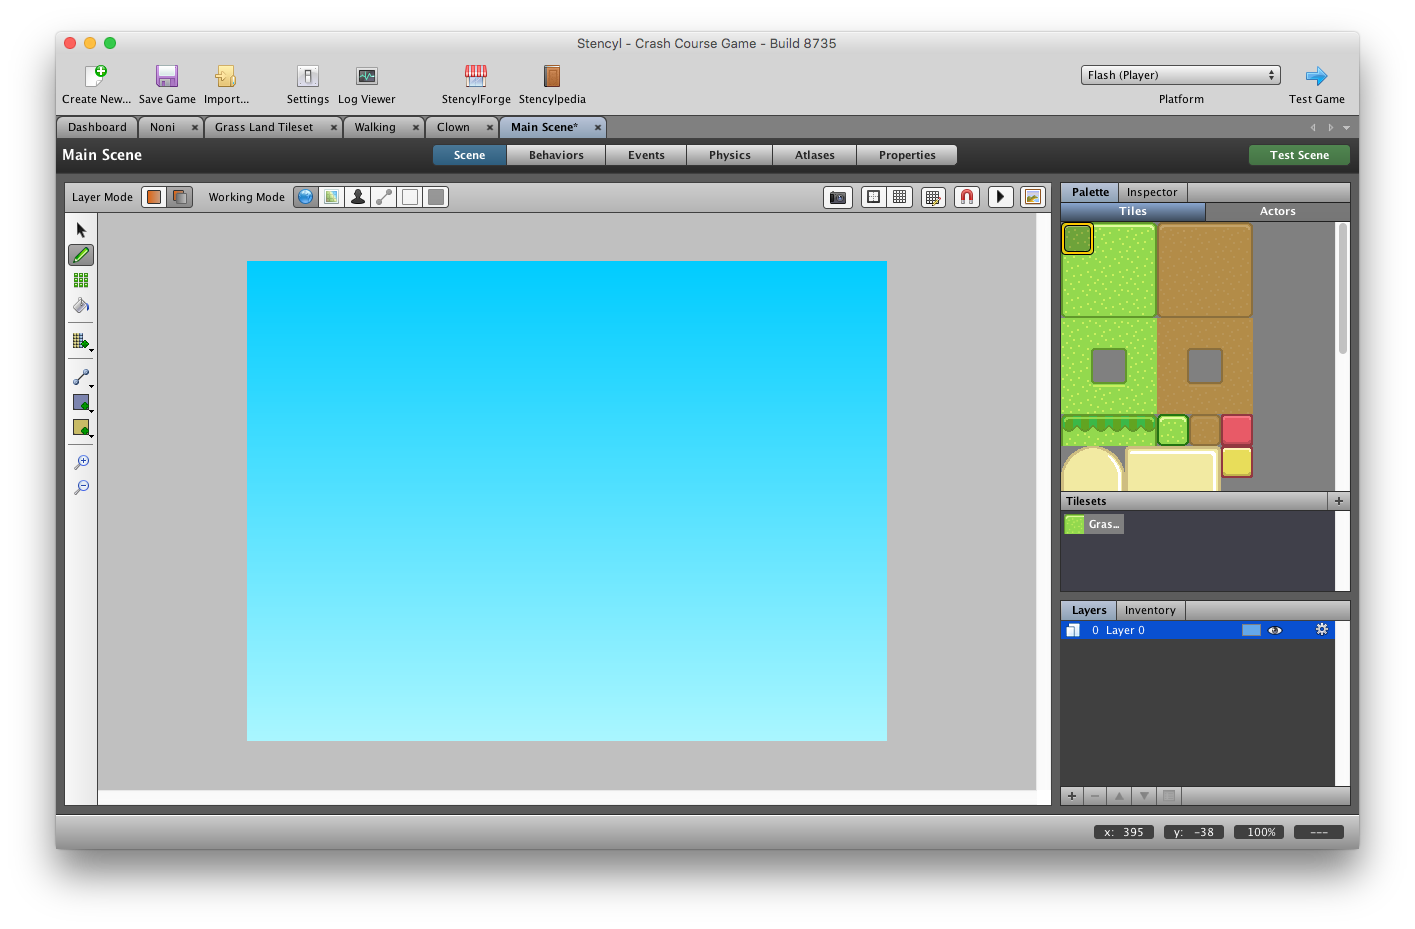 Stencyl - Crash Course Game - Build 8735
Create New... Save Game Import... Settings Log Viewer StencylForge Stencylpedia
Flash (Player)
Platform
Test Game
Dashboard Noni Grass Land Tileset Walking Clown Main Scene*
Main Scene
Scene Behaviors Events Physics Atlases Properties
Test Scene
Layer Mode Working Mode
Palette Inspector
Tiles Actors
Tilesets +
Gras...
Layers Inventory
0 Layer 0
x: 395 y: -38 100% ---